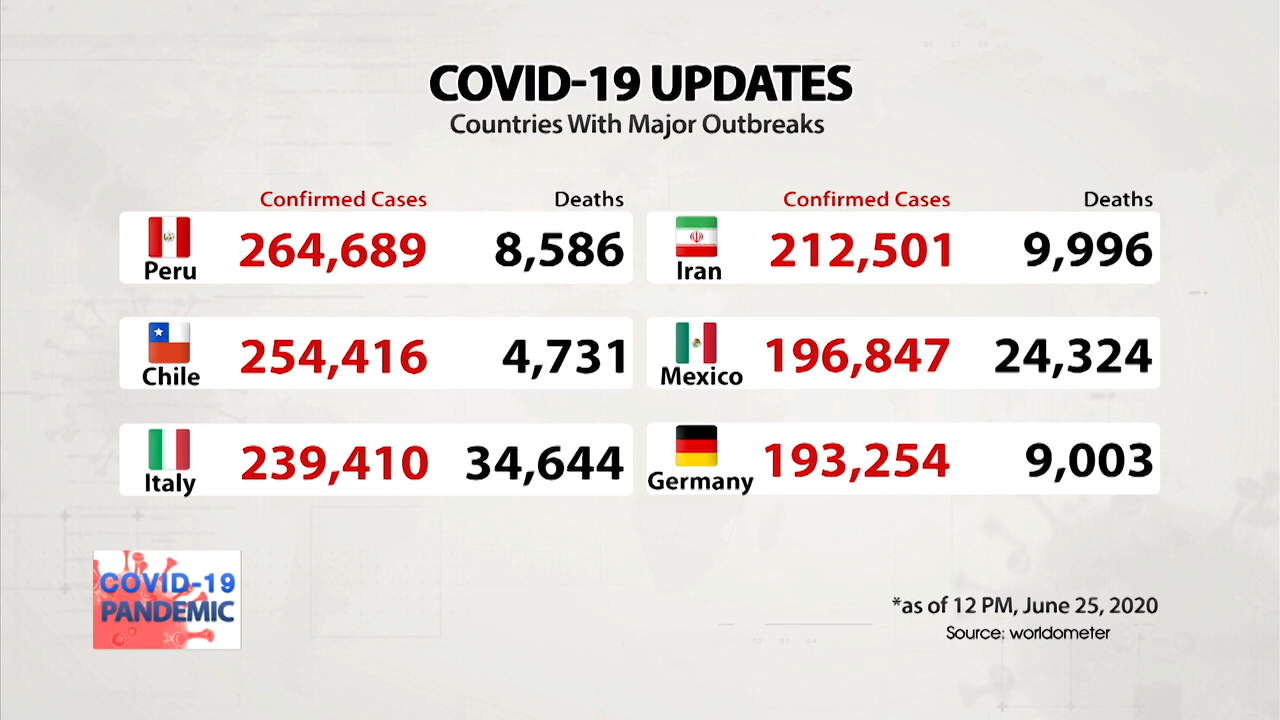 COVID-19 UPDATES
Countries With Major Outbreaks
Confirmed Cases Deaths Confirmed Cases Deaths
Peru 264,689 8,586 Iran 212,501 9,996
Chile 254,416 4,731 Mexico 196,847 24,324
Italy 239,410 34,644 Germany 193,254 9,003
COVID-19
PANDEMIC
*as of 12 PM, June 25, 2020
Source: worldometer